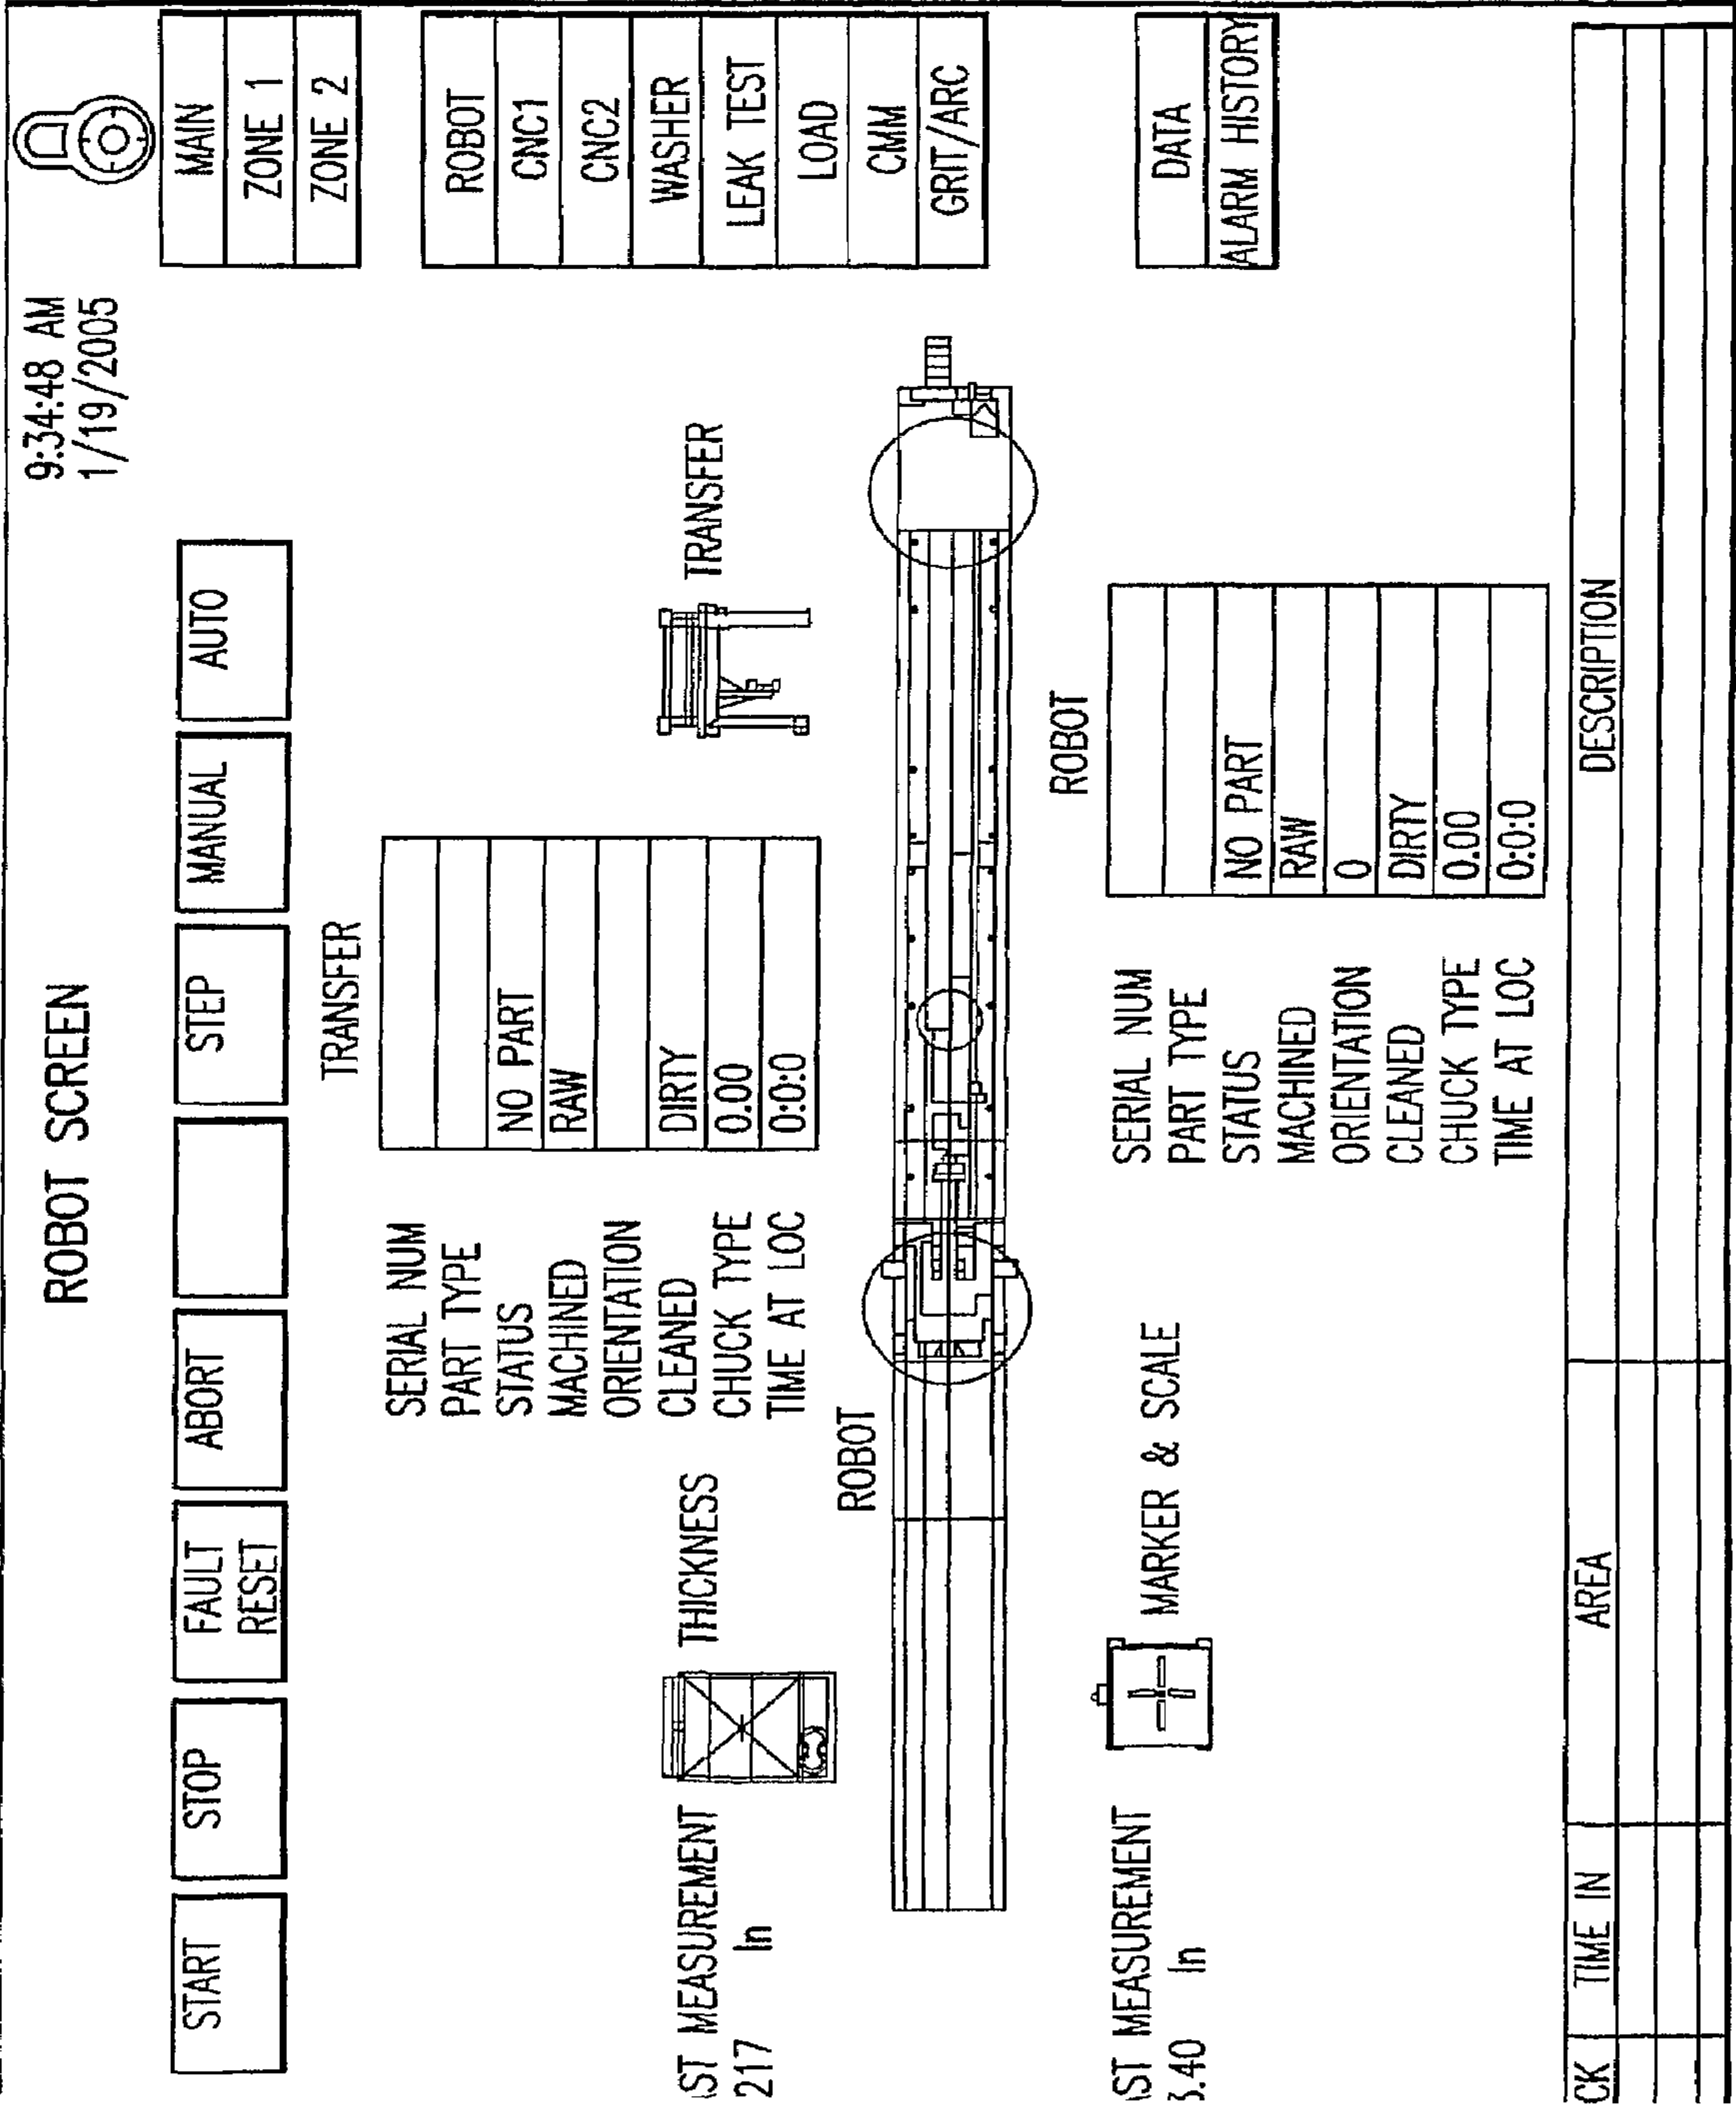 ROBOT SCREEN
9:34:48 AM
1/19/2005
START
STOP
FAULT
RESET
ABORT
STEP
MANUAL
AUTO
MAIN
ZONE 1
ZONE 2
TRANSFER
SERIAL NUM
PART TYPE
STATUS NO PART
MACHINED RAW
ORIENTATION
CLEANED DIRTY
CHUCK TYPE 0.00
TIME AT LOC 0:0:0
ROBOT
CNC1
CNC2
WASHER
LEAK TEST
LOAD
CMM
GRIT/ARC
MEASUREMENT
217 In
THICKNESS
TRANSFER
ROBOT
ROBOT
MEASUREMENT
.40 In
MARKER & SCALE
SERIAL NUM
PART TYPE
STATUS NO PART
MACHINED RAW
ORIENTATION 0
CLEANED DIRTY
CHUCK TYPE 0.00
TIME AT LOC 0:0:0
DATA
ALARM HISTORY
CK TIME IN AREA DESCRIPTION